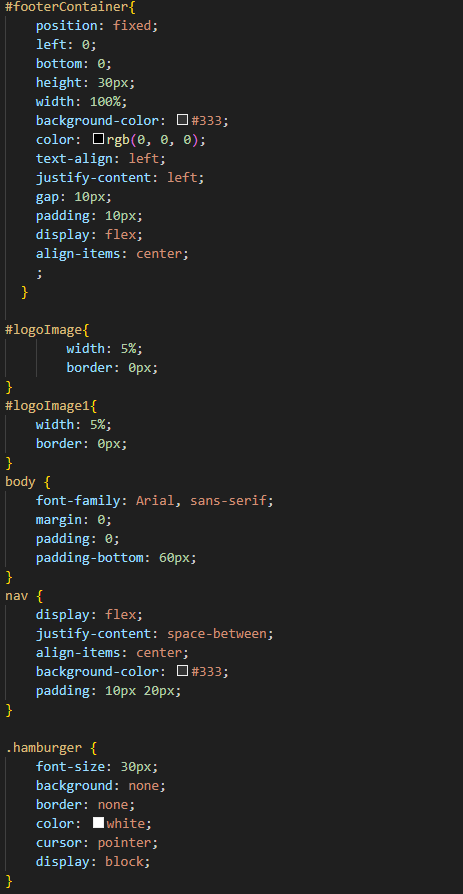 #footerContainer{
    position: fixed;
    left: 0;
    bottom: 0;
    height: 30px;
    width: 100%;
    background-color: #333;
    color: rgb(0, 0, 0);
    text-align: left;
    justify-content: left;
    gap: 10px;
    padding: 10px;
    display: flex;
    align-items: center;
    ;
  }

#logoImage{
        width: 5%;
        border: 0px;
}
#logoImage1{
    width: 5%;
    border: 0px;
}
body {
    font-family: Arial, sans-serif;
    margin: 0;
    padding: 0;
    padding-bottom: 60px;
}
nav {
    display: flex;
    justify-content: space-between;
    align-items: center;
    background-color: #333;
    padding: 10px 20px;
}

.hamburger {
    font-size: 30px;
    background: none;
    border: none;
    color: white;
    cursor: pointer;
    display: block;
}